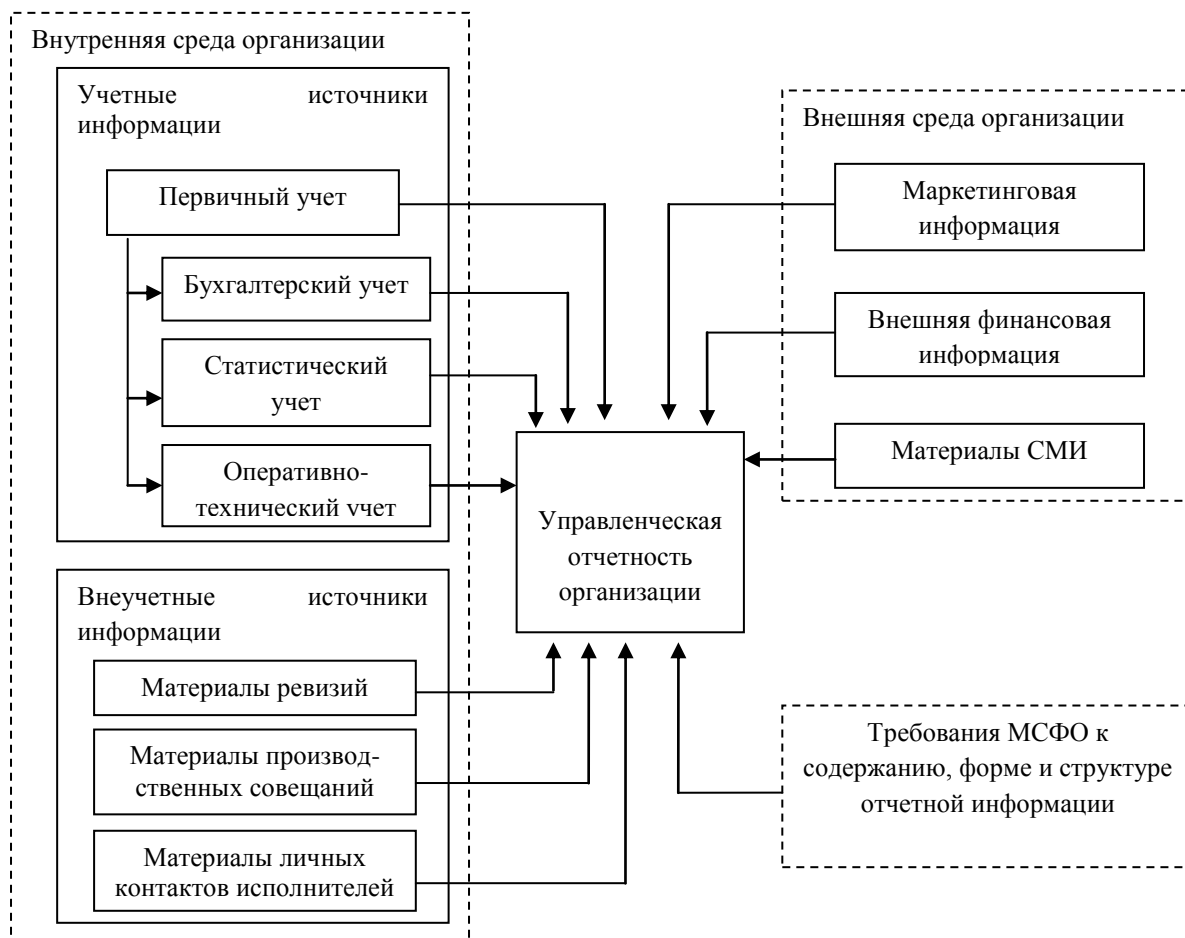 Внутренняя среда организации
Учетные источники
информации
Первичный учет
Бухгалтерский учет
Статистический
учет
Оперативно-
технический учет
Внеучетные источники
информации
Материалы ревизий
Материалы производ-
ственных совещаний
Материалы личных
контактов исполнителей
Управленческая
отчетность
организации
Внешняя среда организации
Маркетинговая
информация
Внешняя финансовая
информация
Материалы СМИ
Требования МСФО к
содержанию, форме и структуре
отчетной информации